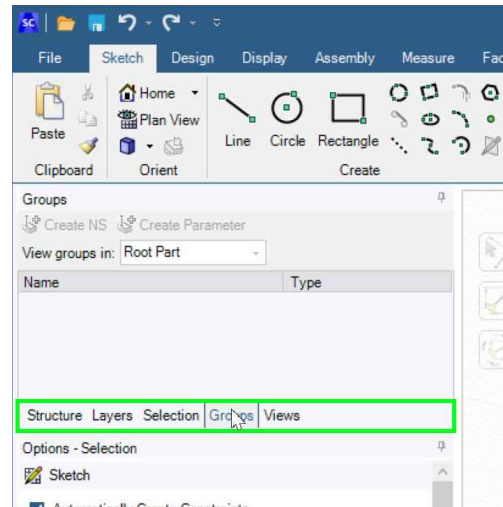 SC
File Sketch Design Display Assembly Measure Fac
Home
Plan View
Paste
Line Circle Rectangle
Clipboard Orient Create
Groups
Create NS Create Parameter
View groups in: Root Part
Name Type
Structure Layers Selection Groups Views
Options - Selection
Sketch